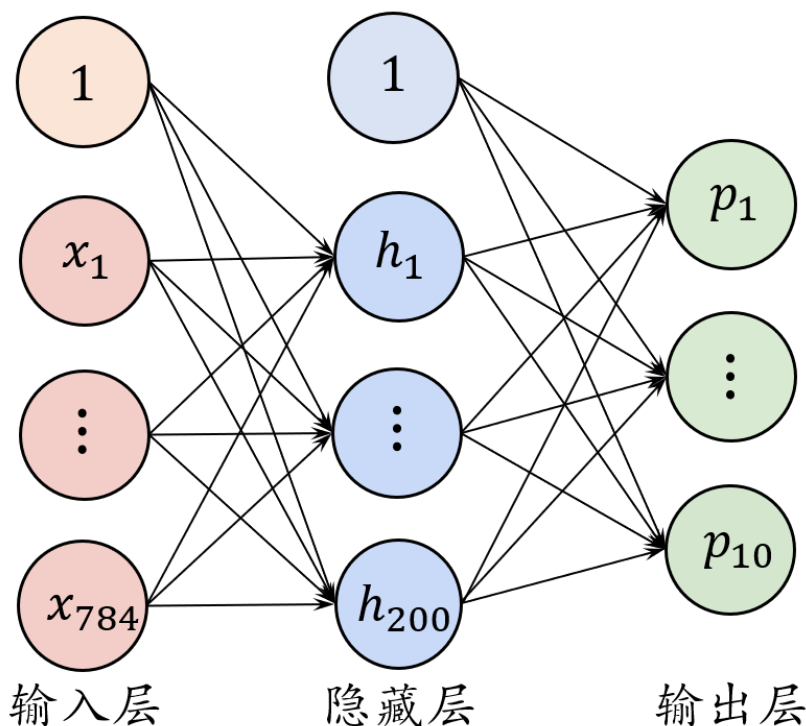 1 1
p₁
x₁ h₁
⋮ ⋮ ⋮
x₇₈₄ h₂₀₀ p₁₀
输入层 隐藏层 输出层